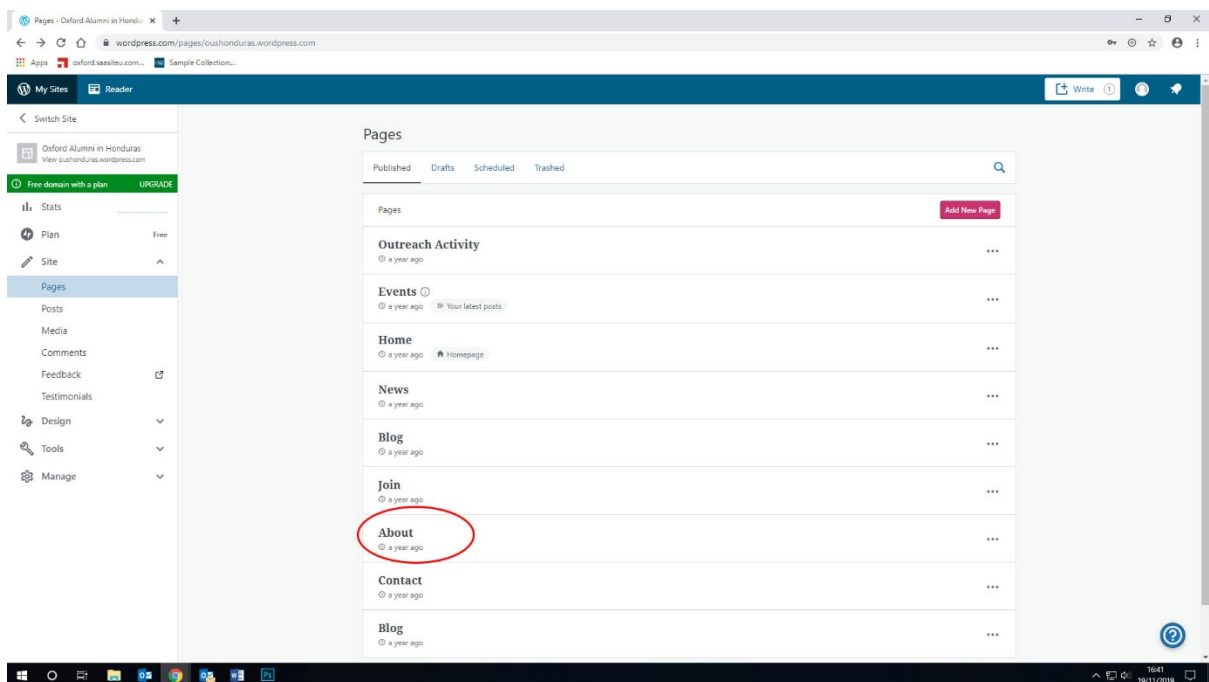 Pages ‹ Oxford Alumni in Hondu
wordpress.com/pages/oushonduras.wordpress.com
Apps
oxford.saasiteu.com...
Sample Collection:...
My Sites
Reader
Write 1
Switch Site
Oxford Alumni in Honduras
View oushonduras.wordpress.com
Free domain with a plan UPGRADE
Stats
Plan Free
Site
Pages
Posts
Media
Comments
Feedback
Testimonials
Design
Tools
Manage
Pages
Published Drafts Scheduled Trashed
Pages Add New Page
Outreach Activity
a year ago
Events
a year ago Your latest posts
Home
a year ago Homepage
News
a year ago
Blog
a year ago
Join
a year ago
About
a year ago
Contact
a year ago
Blog
a year ago
16:41
19/11/2019